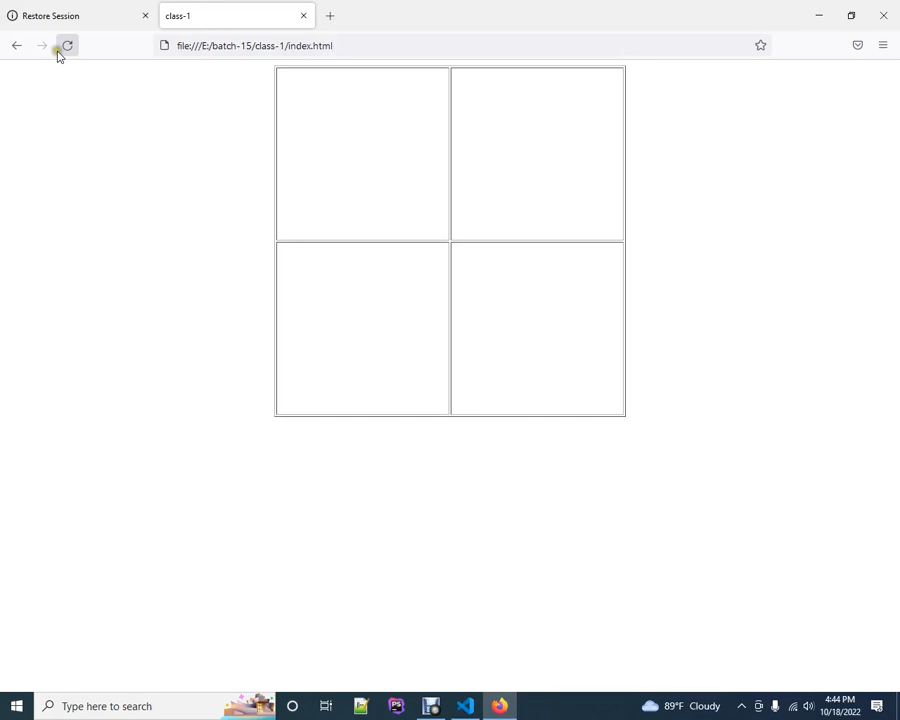 Restore Session
class-1
file:///E:/batch-15/class-1/index.html
Type here to search
PS
89°F Cloudy
4:44 PM
10/18/2022